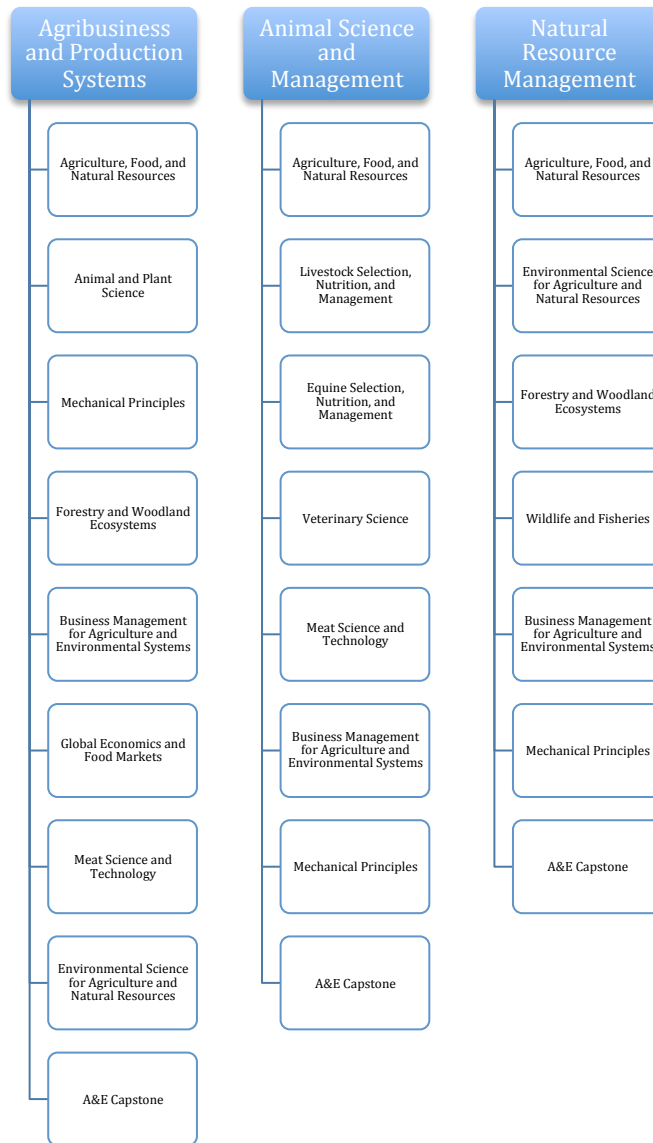 Agribusiness
and Production
Systems
Agriculture, Food, and
Natural Resources
Animal and Plant
Science
Mechanical Principles
Forestry and Woodland
Ecosystems
Business Management
for Agriculture and
Environmental Systems
Global Economics and
Food Markets
Meat Science and
Technology
Environmental Science
for Agriculture and
Natural Resources
A&E Capstone
Animal Science
and
Management
Agriculture, Food, and
Natural Resources
Livestock Selection,
Nutrition, and
Management
Equine Selection,
Nutrition, and
Management
Veterinary Science
Meat Science and
Technology
Business Management
for Agriculture and
Environmental Systems
Mechanical Principles
A&E Capstone
Natural
Resource
Management
Agriculture, Food, and
Natural Resources
Environmental Science
for Agriculture and
Natural Resources
Forestry and Woodland
Ecosystems
Wildlife and Fisheries
Business Management
for Agriculture and
Environmental Systems
Mechanical Principles
A&E Capstone